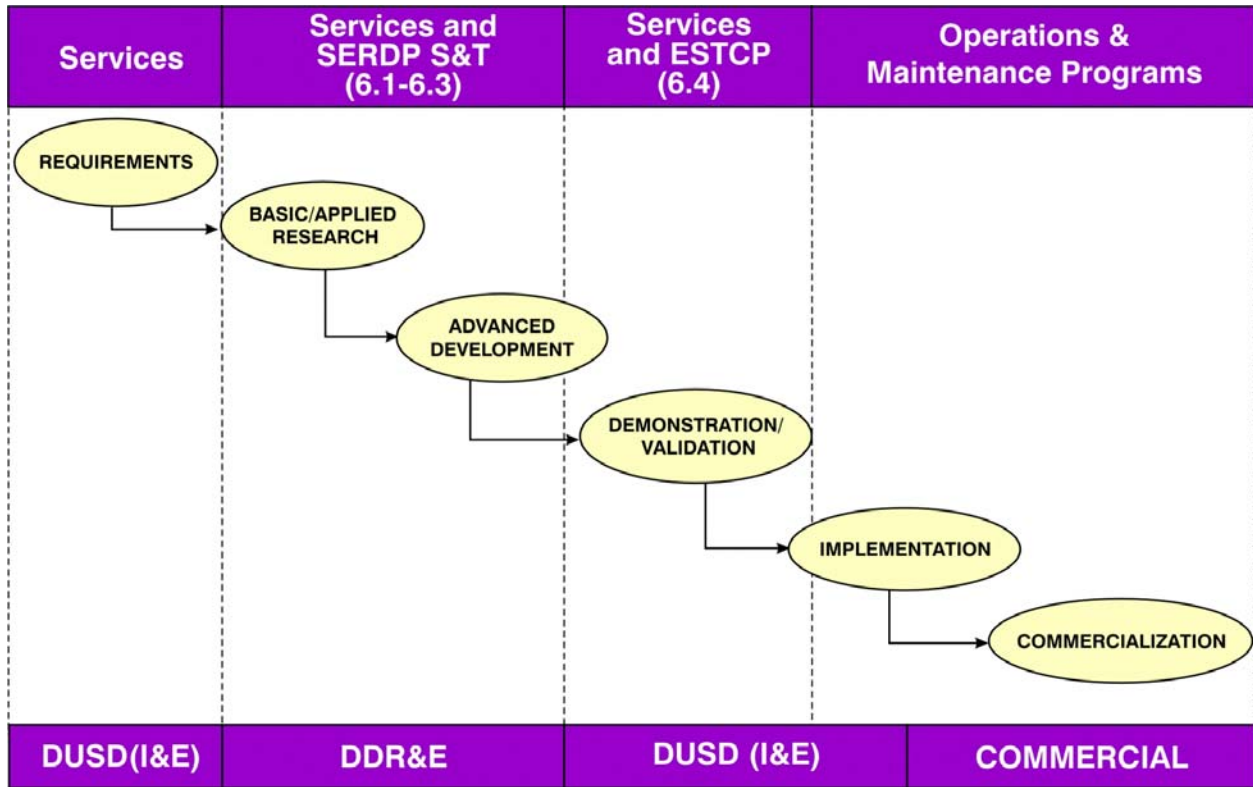 Services
Services and
SERDP S&T
(6.1-6.3)
Services
and ESTCP
(6.4)
Operations &
Maintenance Programs
REQUIREMENTS
BASIC/APPLIED
RESEARCH
ADVANCED
DEVELOPMENT
DEMONSTRATION/
VALIDATION
IMPLEMENTATION
COMMERCIALIZATION
DUSD(I&E)
DDR&E
DUSD (I&E)
COMMERCIAL